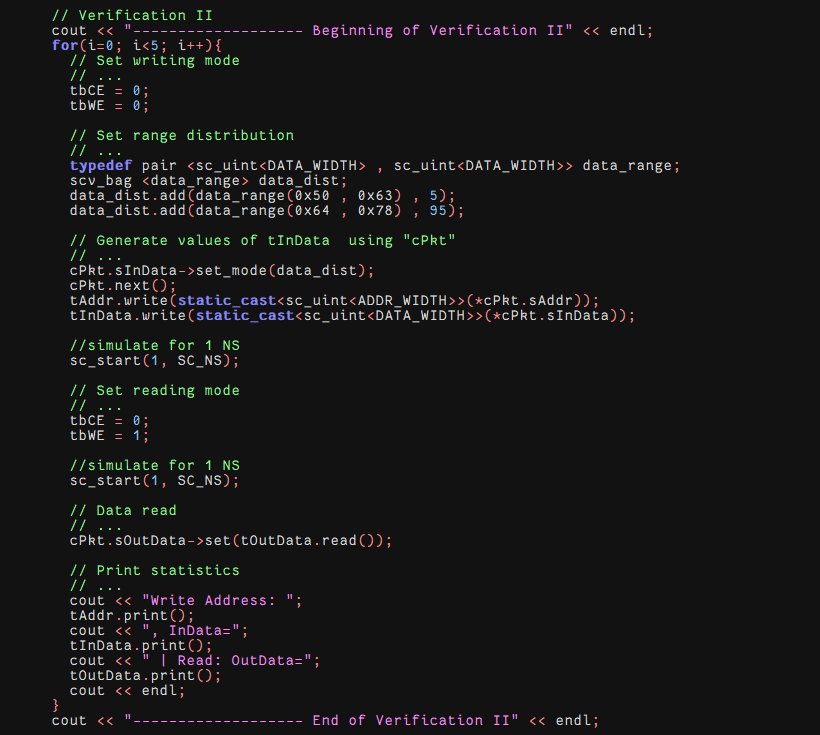 // Verification II
cout << "------------------- Beginning of Verification II" << endl;
for(i=0; i<5; i++){
// Set writing mode
// ...
tbCE = 0;
tbWE = 0;
// Set range distribution
// ...
typedef pair <sc_uint<DATA_WIDTH> , sc_uint<DATA_WIDTH>> data_range;
scv_bag <data_range> data_dist;
data_dist.add(data_range(0x50 , 0x63) , 5);
data_dist.add(data_range(0x64 , 0x78) , 95);
// Generate values of tInData  using "cPkt"
// ...
cPkt.sInData->set_mode(data_dist);
cPkt.next();
tAddr.write(static_cast<sc_uint<ADDR_WIDTH>>(*cPkt.sAddr));
tInData.write(static_cast<sc_uint<DATA_WIDTH>>(*cPkt.sInData));
//simulate for 1 NS
sc_start(1, SC_NS);
// Set reading mode
// ...
tbCE = 0;
tbWE = 1;
//simulate for 1 NS
sc_start(1, SC_NS);
// Data read
// ...
cPkt.sOutData->set(tOutData.read());
// Print statistics
// ...
cout << "Write Address: ";
tAddr.print();
cout << ", InData=";
tInData.print();
cout << " | Read: OutData=";
tOutData.print();
cout << endl;
}
cout << "------------------- End of Verification II" << endl;